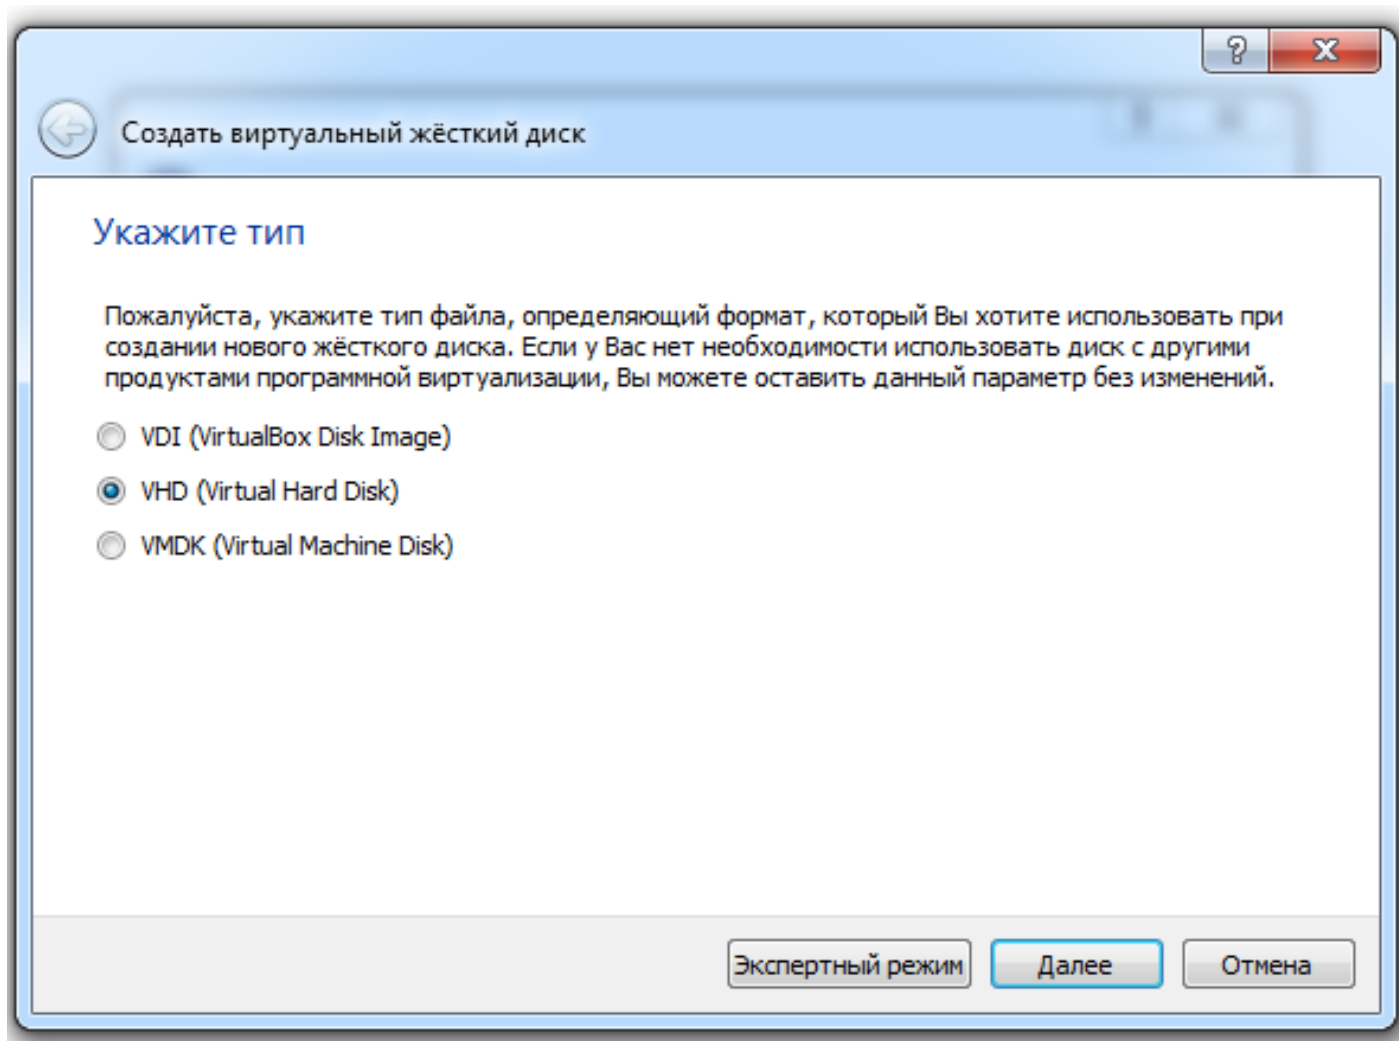 Создать виртуальный жёсткий диск
Укажите тип
Пожалуйста, укажите тип файла, определяющий формат, который Вы хотите использовать при
создании нового жёсткого диска. Если у Вас нет необходимости использовать диск с другими
продуктами программной виртуализации, Вы можете оставить данный параметр без изменений.
VDI (VirtualBox Disk Image)
VHD (Virtual Hard Disk)
VMDK (Virtual Machine Disk)
Экспертный режим
Далее
Отмена